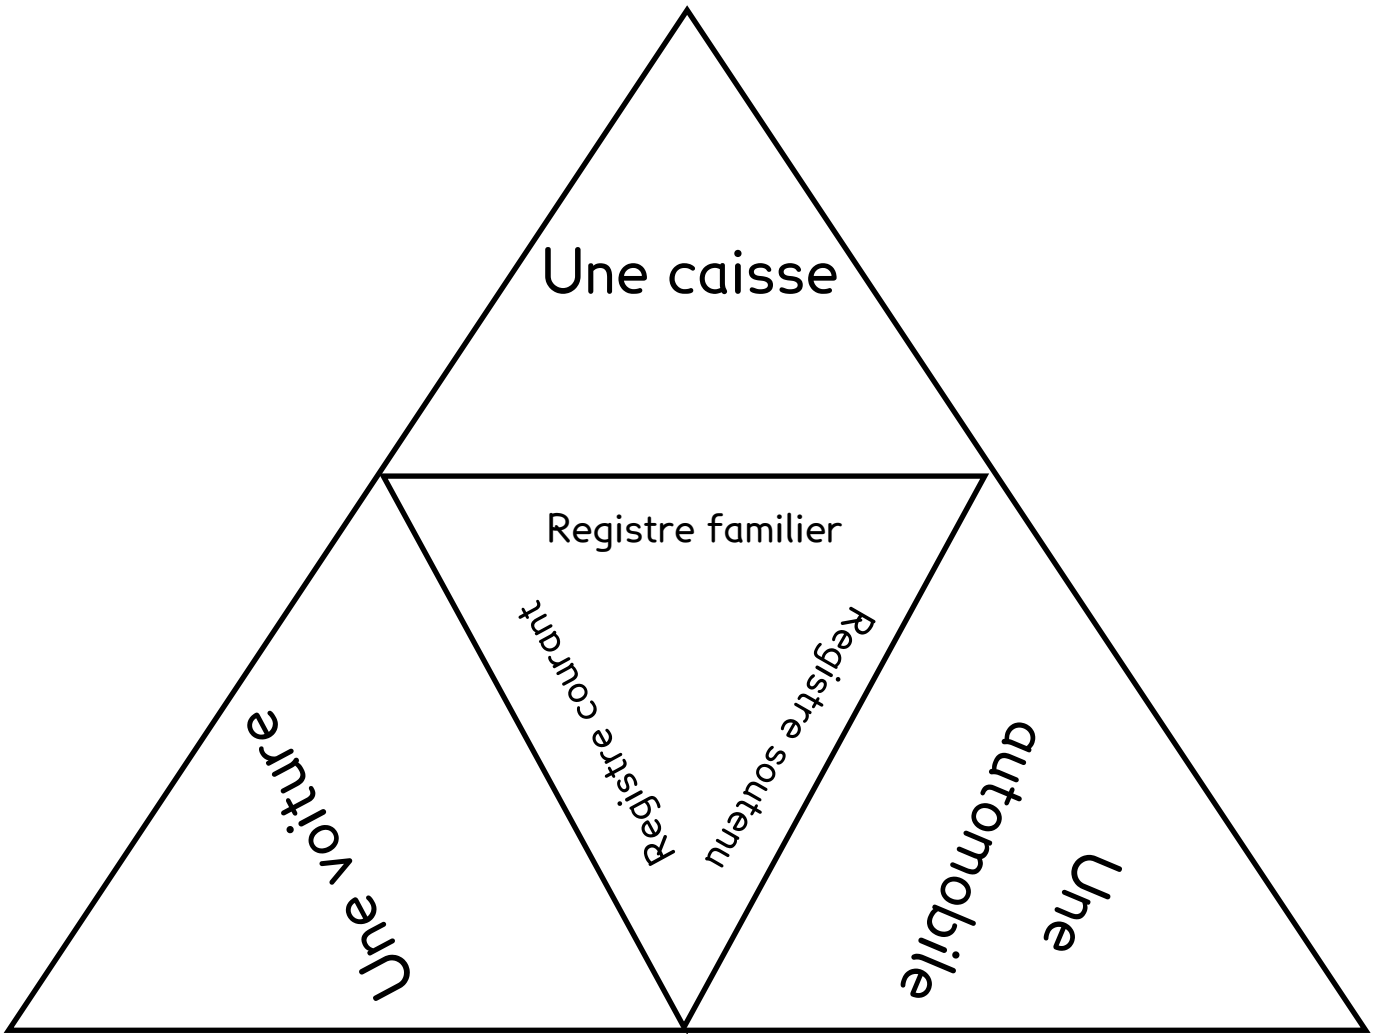 Une caisse
Registre familier
Registre courant
Registre soutenu
Une voiture
Une
automobile